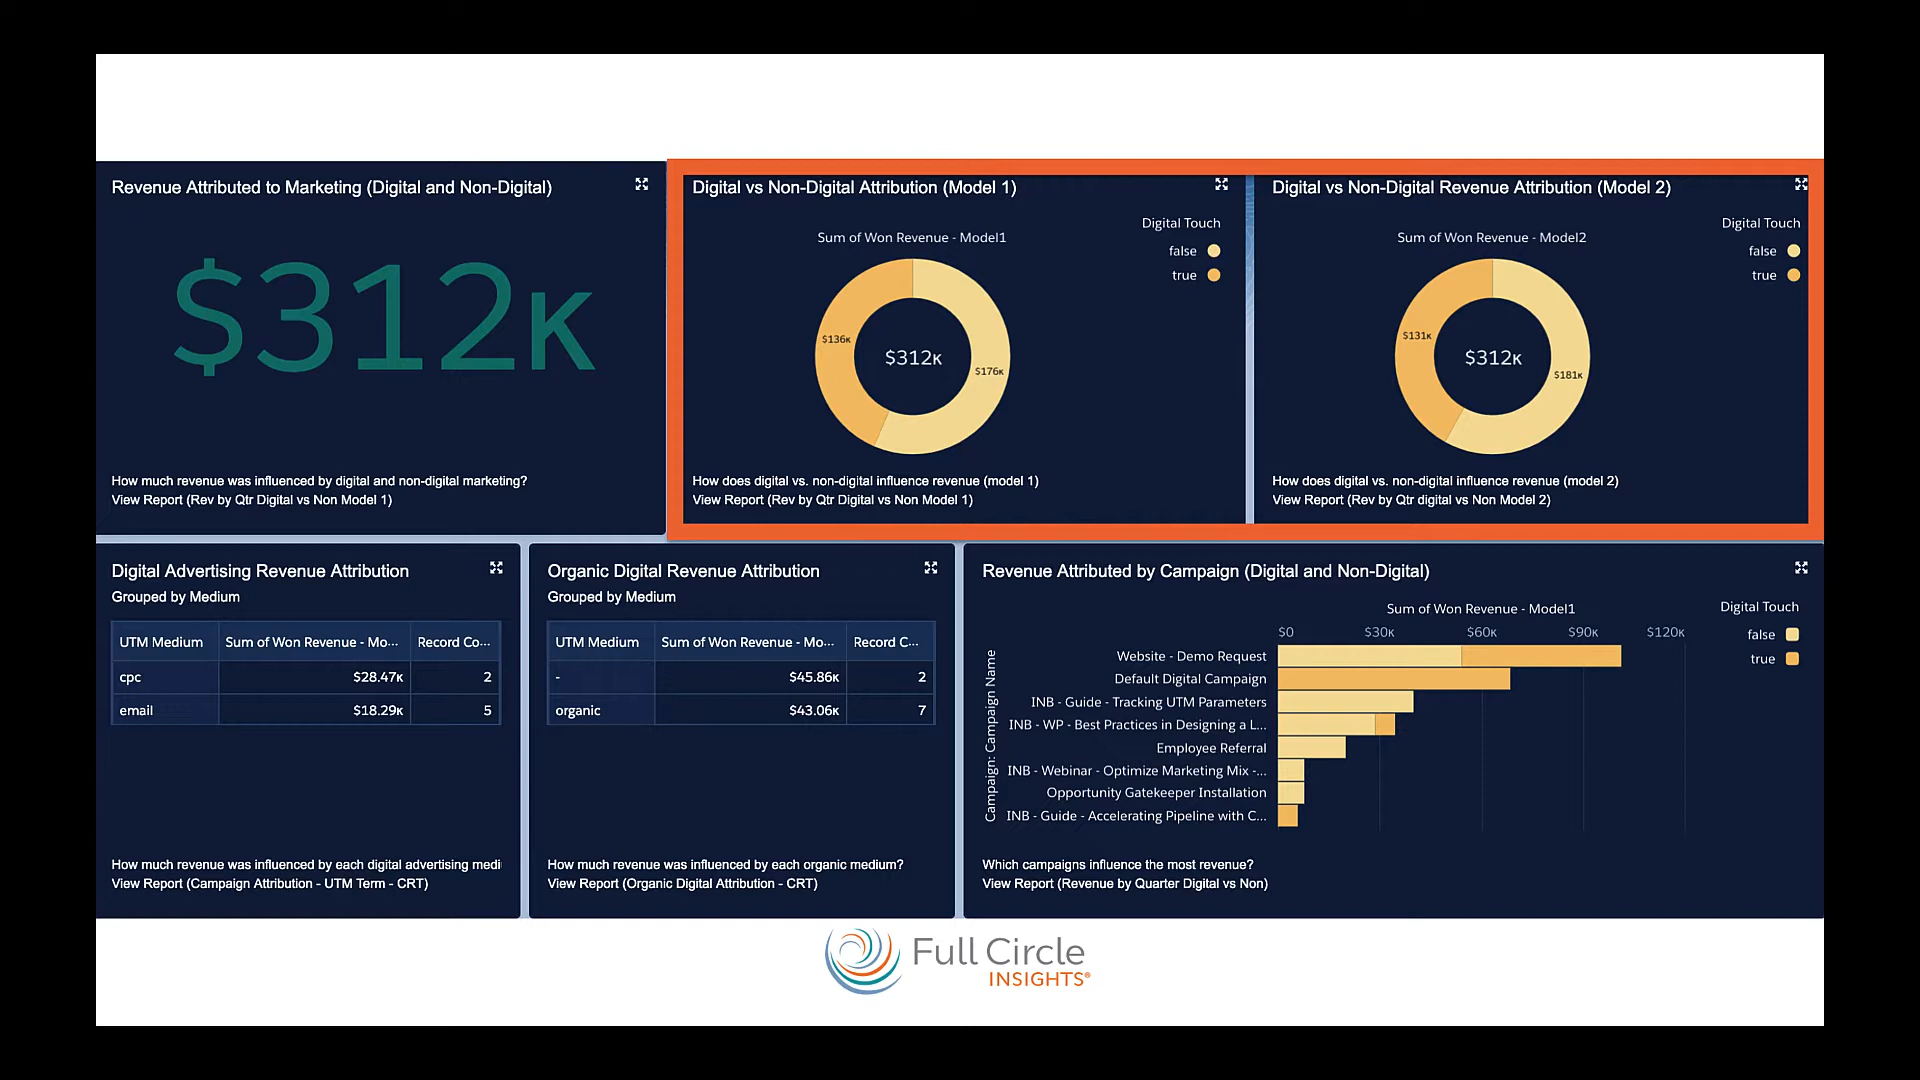 Revenue Attributed to Marketing (Digital and Non-Digital)
$312K
How much revenue was influenced by digital and non-digital marketing?
View Report (Rev by Qtr Digital vs Non Model 1)
Digital vs Non-Digital Attribution (Model 1)
Digital Touch
false
true
Sum of Won Revenue - Model1
$136K
$312K
$176K
How does digital vs. non-digital influence revenue (model 1)
View Report (Rev by Qtr Digital vs Non Model 1)
Digital vs Non-Digital Revenue Attribution (Model 2)
Digital Touch
false
true
Sum of Won Revenue - Model2
$131K
$312K
$181K
How does digital vs. non-digital influence revenue (model 2)
View Report (Rev by Qtr digital vs Non Model 2)
Digital Advertising Revenue Attribution
Grouped by Medium
UTM Medium Sum of Won Revenue - Mo... Record Co...
cpc $28.47K 2
email $18.29K 5
How much revenue was influenced by each digital advertising medi
View Report (Campaign Attribution - UTM Term - CRT)
Organic Digital Revenue Attribution
Grouped by Medium
UTM Medium Sum of Won Revenue - Mo... Record C...
- $45.86K 2
organic $43.06K 7
How much revenue was influenced by each organic medium?
View Report (Organic Digital Attribution - CRT)
Revenue Attributed by Campaign (Digital and Non-Digital)
Sum of Won Revenue - Model1
Digital Touch
false
true
$0 $30K $60K $90K $120K
Campaign: Campaign Name
Website - Demo Request
Default Digital Campaign
INB - Guide - Tracking UTM Parameters
INB - WP - Best Practices in Designing a L...
Employee Referral
INB - Webinar - Optimize Marketing Mix -...
Opportunity Gatekeeper Installation
INB - Guide - Accelerating Pipeline with C...
Which campaigns influence the most revenue?
View Report (Revenue by Quarter Digital vs Non)
Full Circle
INSIGHTS®